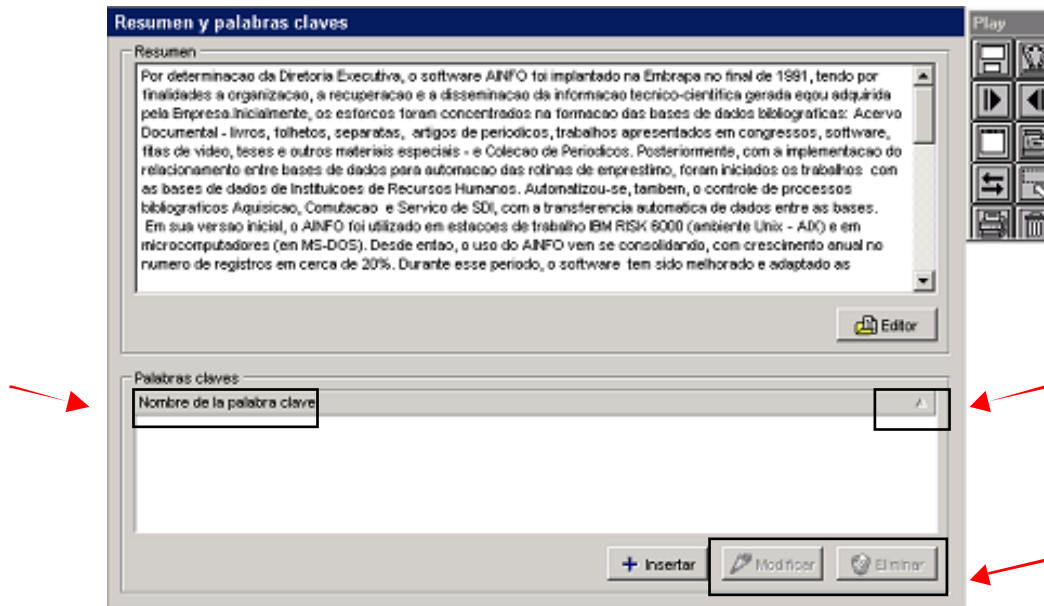 Resumen y palabras claves
Play
Resumen
Por determinacao da Diretoria Executiva, o software AINFO foi implantado na Embrapa no final de 1991, tendo por
finalidades a organizacao, a recuperacao e a disseminacao da informacao tecnico-cientifica gerada eqou adquirida
pela Empresa.Inicialmente, os esforcos foram concentrados na formacao das bases de dados bibliograficas: Acervo
Documental - livros, folhetos, separatas, artigos de periodicos, trabalhos apresentados em congressos, software,
fitas de video, teses e outros materiais especiais - e Colecao de Periodicos. Posteriormente, com a implementacao do
relacionamento entre bases de dados para automacao das rotinas de emprestimo, foram iniciados os trabalhos com
as bases de dados de Instituicoes de Recursos Humanos. Automatizou-se, tambem, o controle de processos
bibliograficos Aquisicao, Comutacao e Servico de SDI, com a transferencia automatica de dados entre as bases.
Em sua versao inicial, o AINFO foi utilizado em estacoes de trabalho IBM RISK 6000 (ambiente Unix - AIX) e em
microcomputadores (en MS-DOS). Desde entao, o uso do AINFO vem se consolidando, com crescimento anual no
numero de registros em cerca de 20%. Durante esse periodo, o software tem sido melhorado e adaptado as
Editor
Palabras claves
Nombre de la palabra clave
Insertar Modificar Eliminar